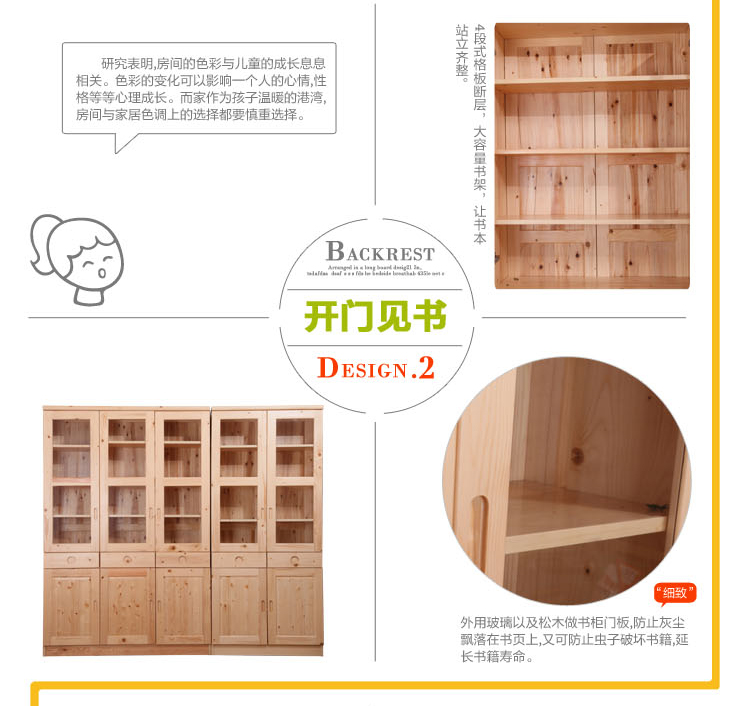 研究表明,房间的色彩与儿童的成长息息
相关。色彩的变化可以影响一个人的心情,性
格等等心理成长。而家作为孩子温暖的港湾,
房间与家居色调上的选择都要慎重选择。
4段式格板断层，大容量书架，让书本
站立齐整。
BACKREST
Arranged in a long board
开门见书
DESIGN.2
“细致”
外用玻璃以及松木做书柜门板,防止灰尘
飘落在书页上,又可防止虫子破坏书籍,延
长书籍寿命。